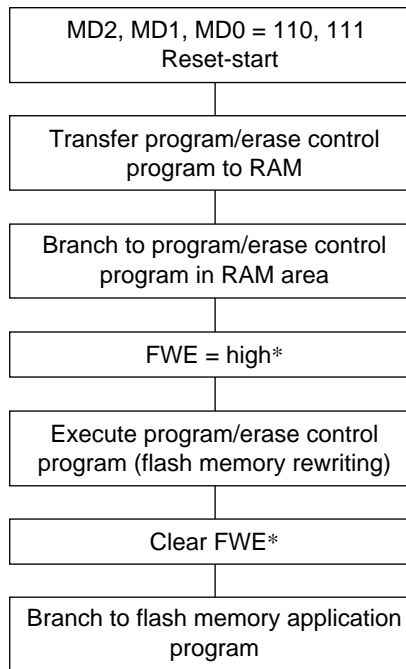 MD2, MD1, MD0 = 110, 111
Reset-start
Transfer program/erase control
program to RAM
Branch to program/erase control
program in RAM area
FWE = high*
Execute program/erase control
program (flash memory rewriting)
Clear FWE*
Branch to flash memory application
program